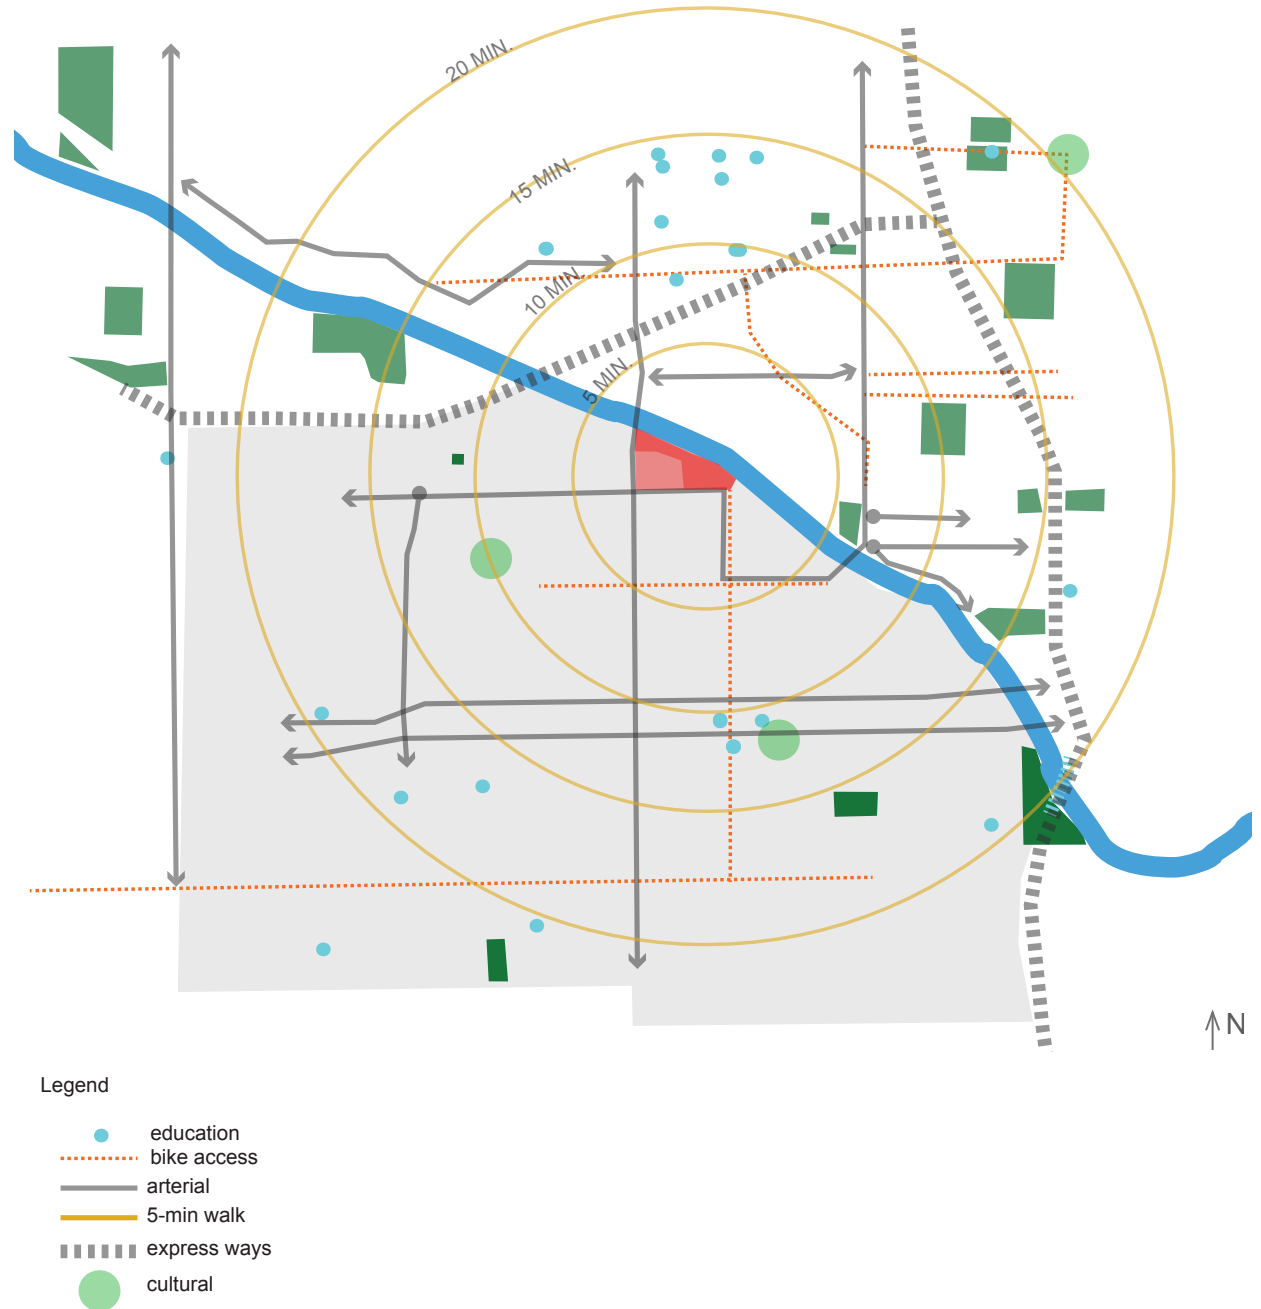 20 MIN.
15 MIN.
10 MIN.
5 MIN.
N
Legend
education
bike access
arterial
5-min walk
express ways
cultural